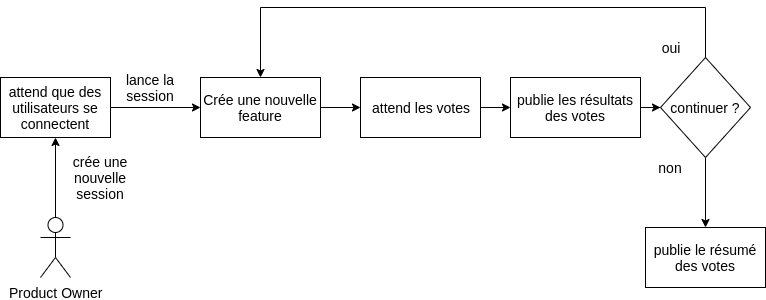 oui
attend que des
utilisateurs se
connectent
lance la
session
Crée une nouvelle
feature
attend les votes
publie les résultats
des votes
continuer ?
crée une
nouvelle
session
non
Product Owner
publie le résumé
des votes